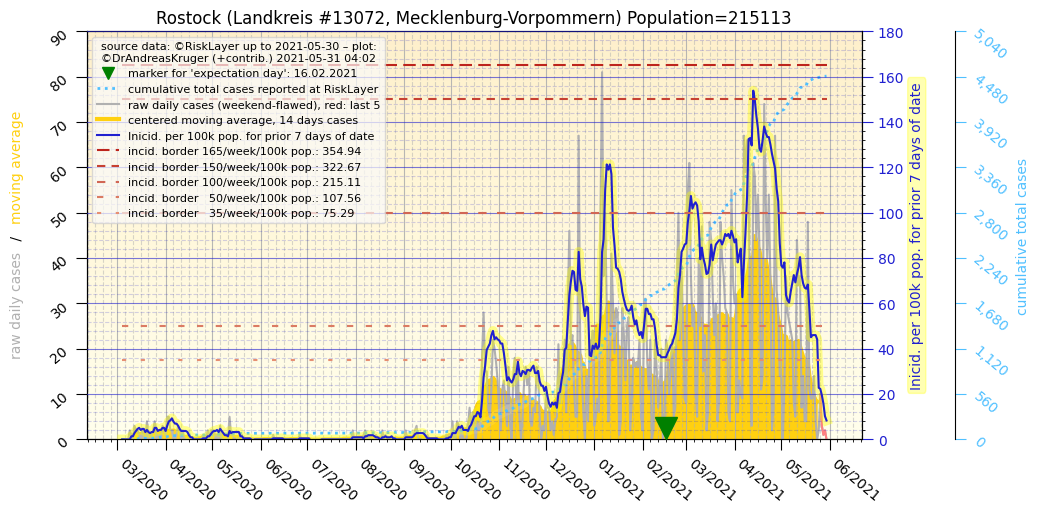 Rostock (Landkreis #13072, Mecklenburg-Vorpommern) Population=215113
source data: ©RiskLayer up to 2021-05-30 – plot:
©DrAndreasKruger (+contrib.) 2021-05-31 04:02
marker for 'expectation day': 16.02.2021
cumulative total cases reported at RiskLayer
raw daily cases (weekend-flawed), red: last 5
centered moving average, 14 days cases
Inicid. per 100k pop. for prior 7 days of date
incid. border 165/week/100k pop.: 354.94
incid. border 150/week/100k pop.: 322.67
incid. border 100/week/100k pop.: 215.11
incid. border 50/week/100k pop.: 107.56
incid. border 35/week/100k pop.: 75.29
raw daily cases / moving average
90
80
70
60
50
40
30
20
10
0
03/2020
04/2020
05/2020
06/2020
07/2020
08/2020
09/2020
10/2020
11/2020
12/2020
01/2021
02/2021
03/2021
04/2021
05/2021
06/2021
180
160
140
120
100
80
60
40
20
0
Inicid. per 100k pop. for prior 7 days of date
5,040
4,480
3,920
3,360
2,800
2,240
1,680
1,120
560
0
cumulative total cases